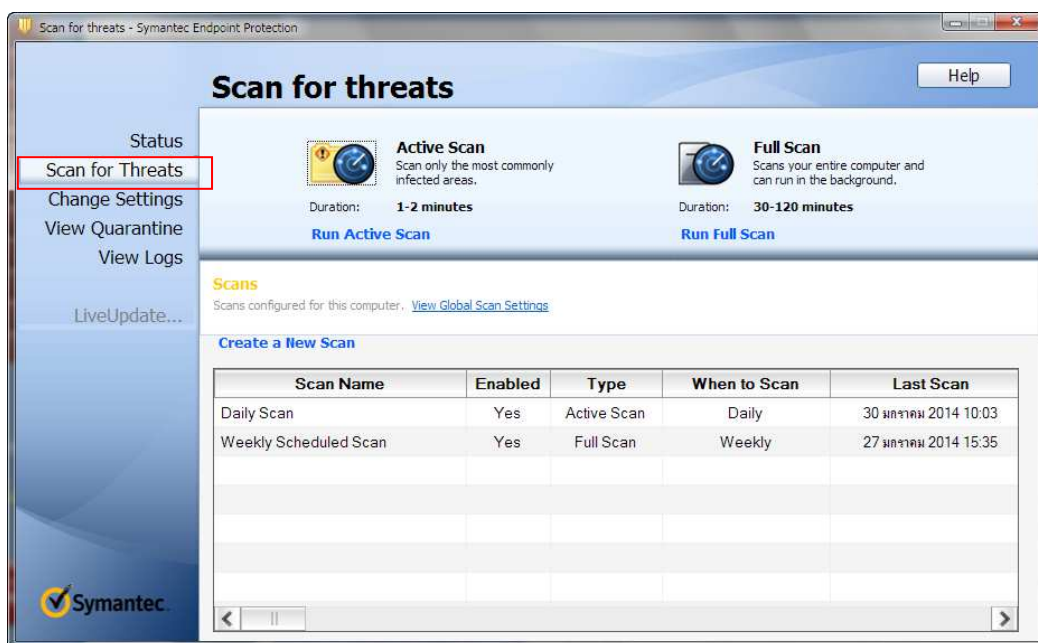 Scan for threats - Symantec Endpoint Protection
Scan for threats
Help
Status
Scan for Threats
Change Settings
View Quarantine
View Logs
LiveUpdate...
Active Scan
Scan only the most commonly
infected areas.
Duration: 1-2 minutes
Run Active Scan
Full Scan
Scans your entire computer and
can run in the background.
Duration: 30-120 minutes
Run Full Scan
Scans
Scans configured for this computer. View Global Scan Settings
Create a New Scan
Scan Name Enabled Type When to Scan Last Scan
Daily Scan Yes Active Scan Daily 30 มกราคม 2014 10:03
Weekly Scheduled Scan Yes Full Scan Weekly 27 มกราคม 2014 15:35
Symantec.